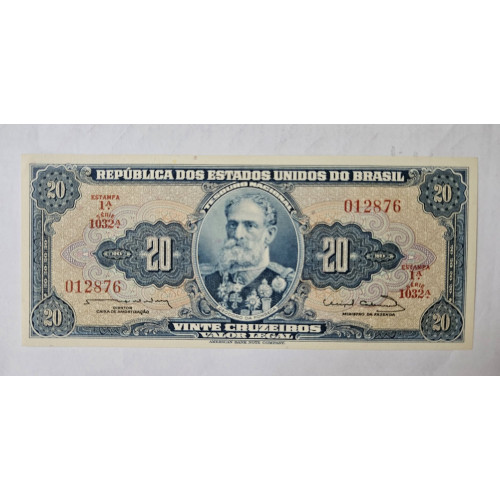 REPÚBLICA DOS ESTADOS UNIDOS DO BRASIL
TESOURO NACIONAL
20
20
ESTAMPA
1ª
SÉRIE
1032ª
012876
20
20
012876
ESTAMPA
1ª
SÉRIE
1032ª
DIRETOR
CAIXA DE AMORTIZAÇÃO
MINISTRO DA FAZENDA
20
VINTE CRUZEIROS
20
VALOR LEGAL
AMERICAN BANK NOTE COMPANY